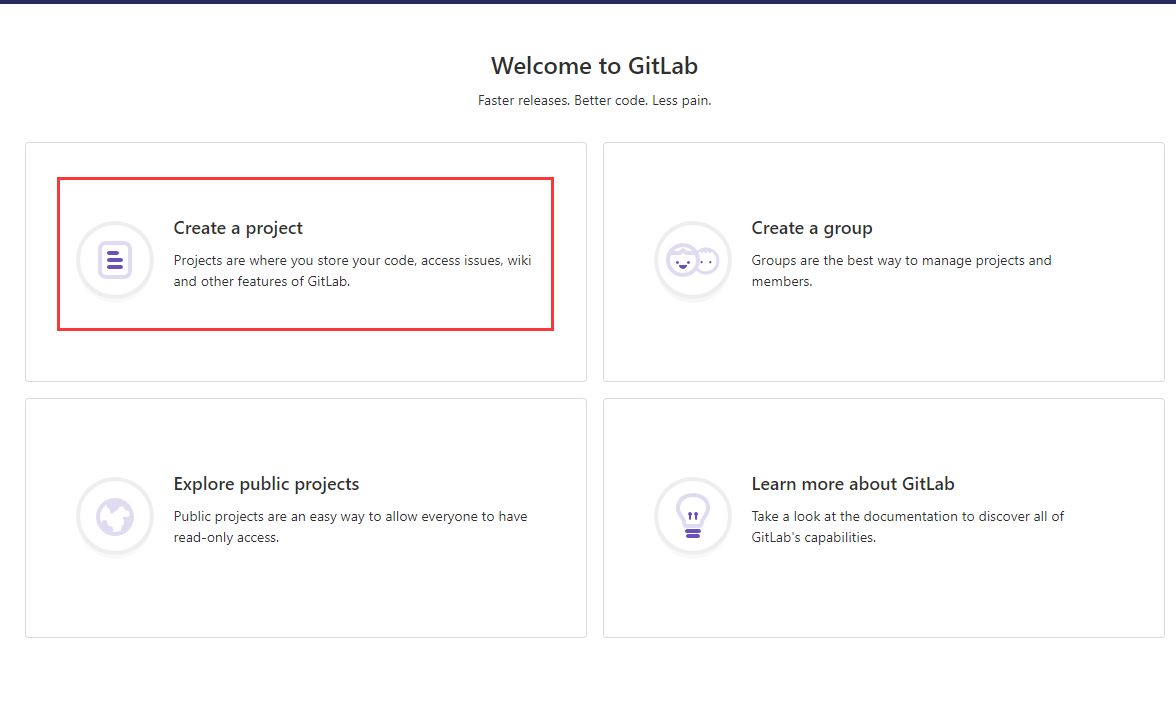 Welcome to GitLab
Faster releases. Better code. Less pain.
Create a project
Projects are where you store your code, access issues, wiki
and other features of GitLab.
Create a group
Groups are the best way to manage projects and
members.
Explore public projects
Public projects are an easy way to allow everyone to have
read-only access.
Learn more about GitLab
Take a look at the documentation to discover all of
GitLab's capabilities.